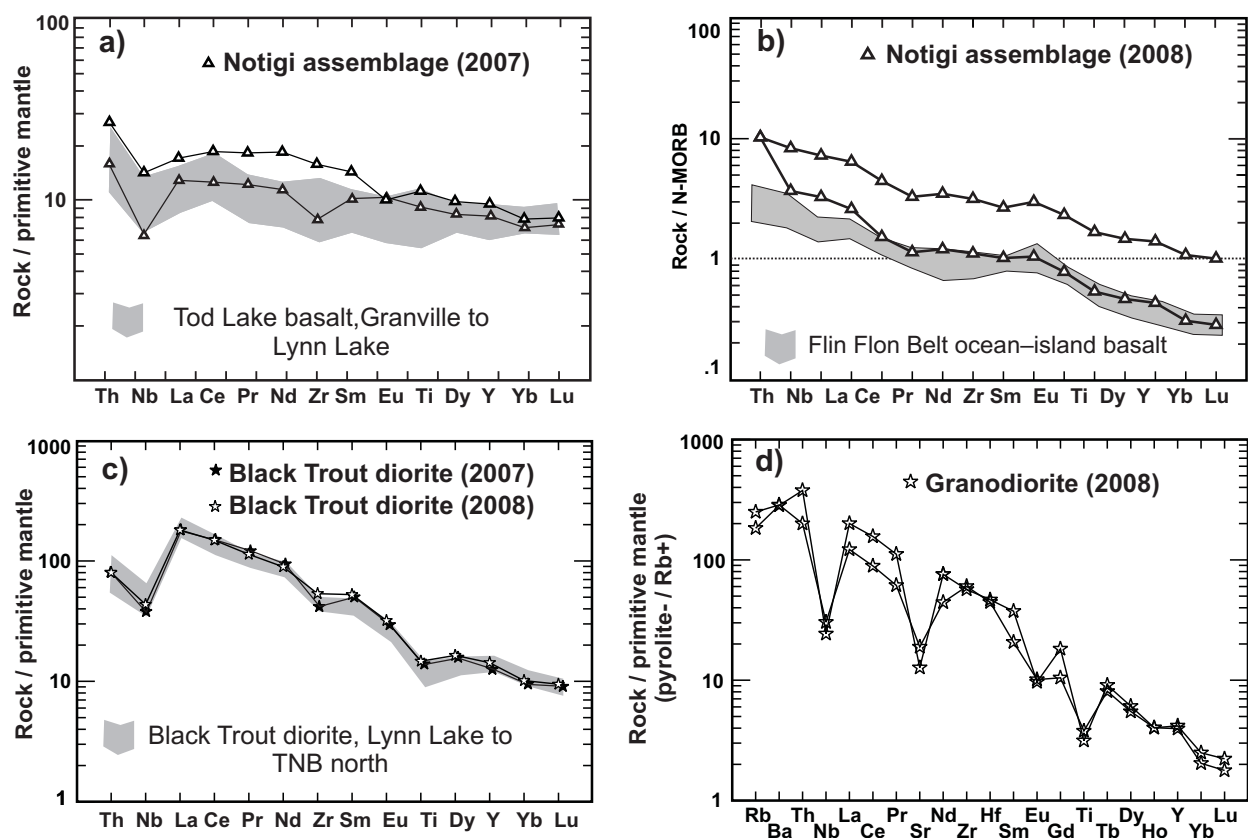 a)
Notigi assemblage (2007)
Rock / primitive mantle
100
10
Tod Lake basalt,Granville to
Lynn Lake
Th Nb La Ce Pr Nd Zr Sm Eu Ti Dy Y Yb Lu
b)
Notigi assemblage (2008)
Rock / N-MORB
100
10
1
.1
Flin Flon Belt ocean–island basalt
Th Nb La Ce Pr Nd Zr Sm Eu Ti Dy Y Yb Lu
c)
Black Trout diorite (2007)
Black Trout diorite (2008)
Rock / primitive mantle
1000
100
10
1
Black Trout diorite, Lynn Lake to
TNB north
Th Nb La Ce Pr Nd Zr Sm Eu Ti Dy Y Yb Lu
d)
Granodiorite (2008)
Rock / primitive mantle
(pyrolite- / Rb+)
1000
100
10
1
Rb Th La Pr Nd Hf Eu Ti Dy Y Lu
Ba Nb Ce Sr Zr Sm Gd Tb Ho Yb